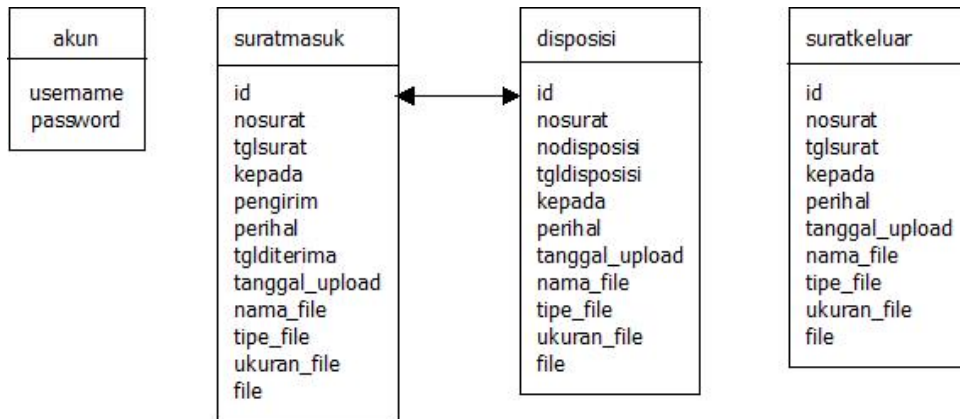 akun
username
password
suratmasuk
id
nosurat
tglsurat
kepada
pengirim
perihal
tglditerima
tanggal_upload
nama_file
tipe_file
ukuran_file
file
disposisi
id
nosurat
nodisposisi
tgldisposisi
kepada
perihal
tanggal_upload
nama_file
tipe_file
ukuran_file
file
suratkeluar
id
nosurat
tglsurat
kepada
perihal
tanggal_upload
nama_file
tipe_file
ukuran_file
file